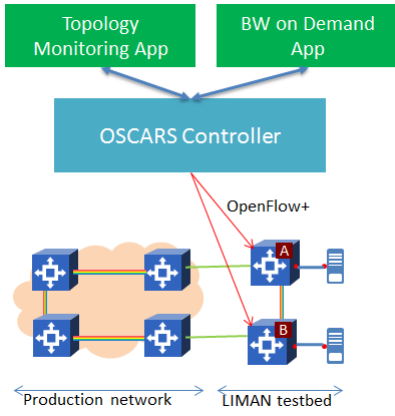 Topology
Monitoring App
BW on Demand
App
OSCARS Controller
OpenFlow+
A
B
Production network
LIMAN testbed